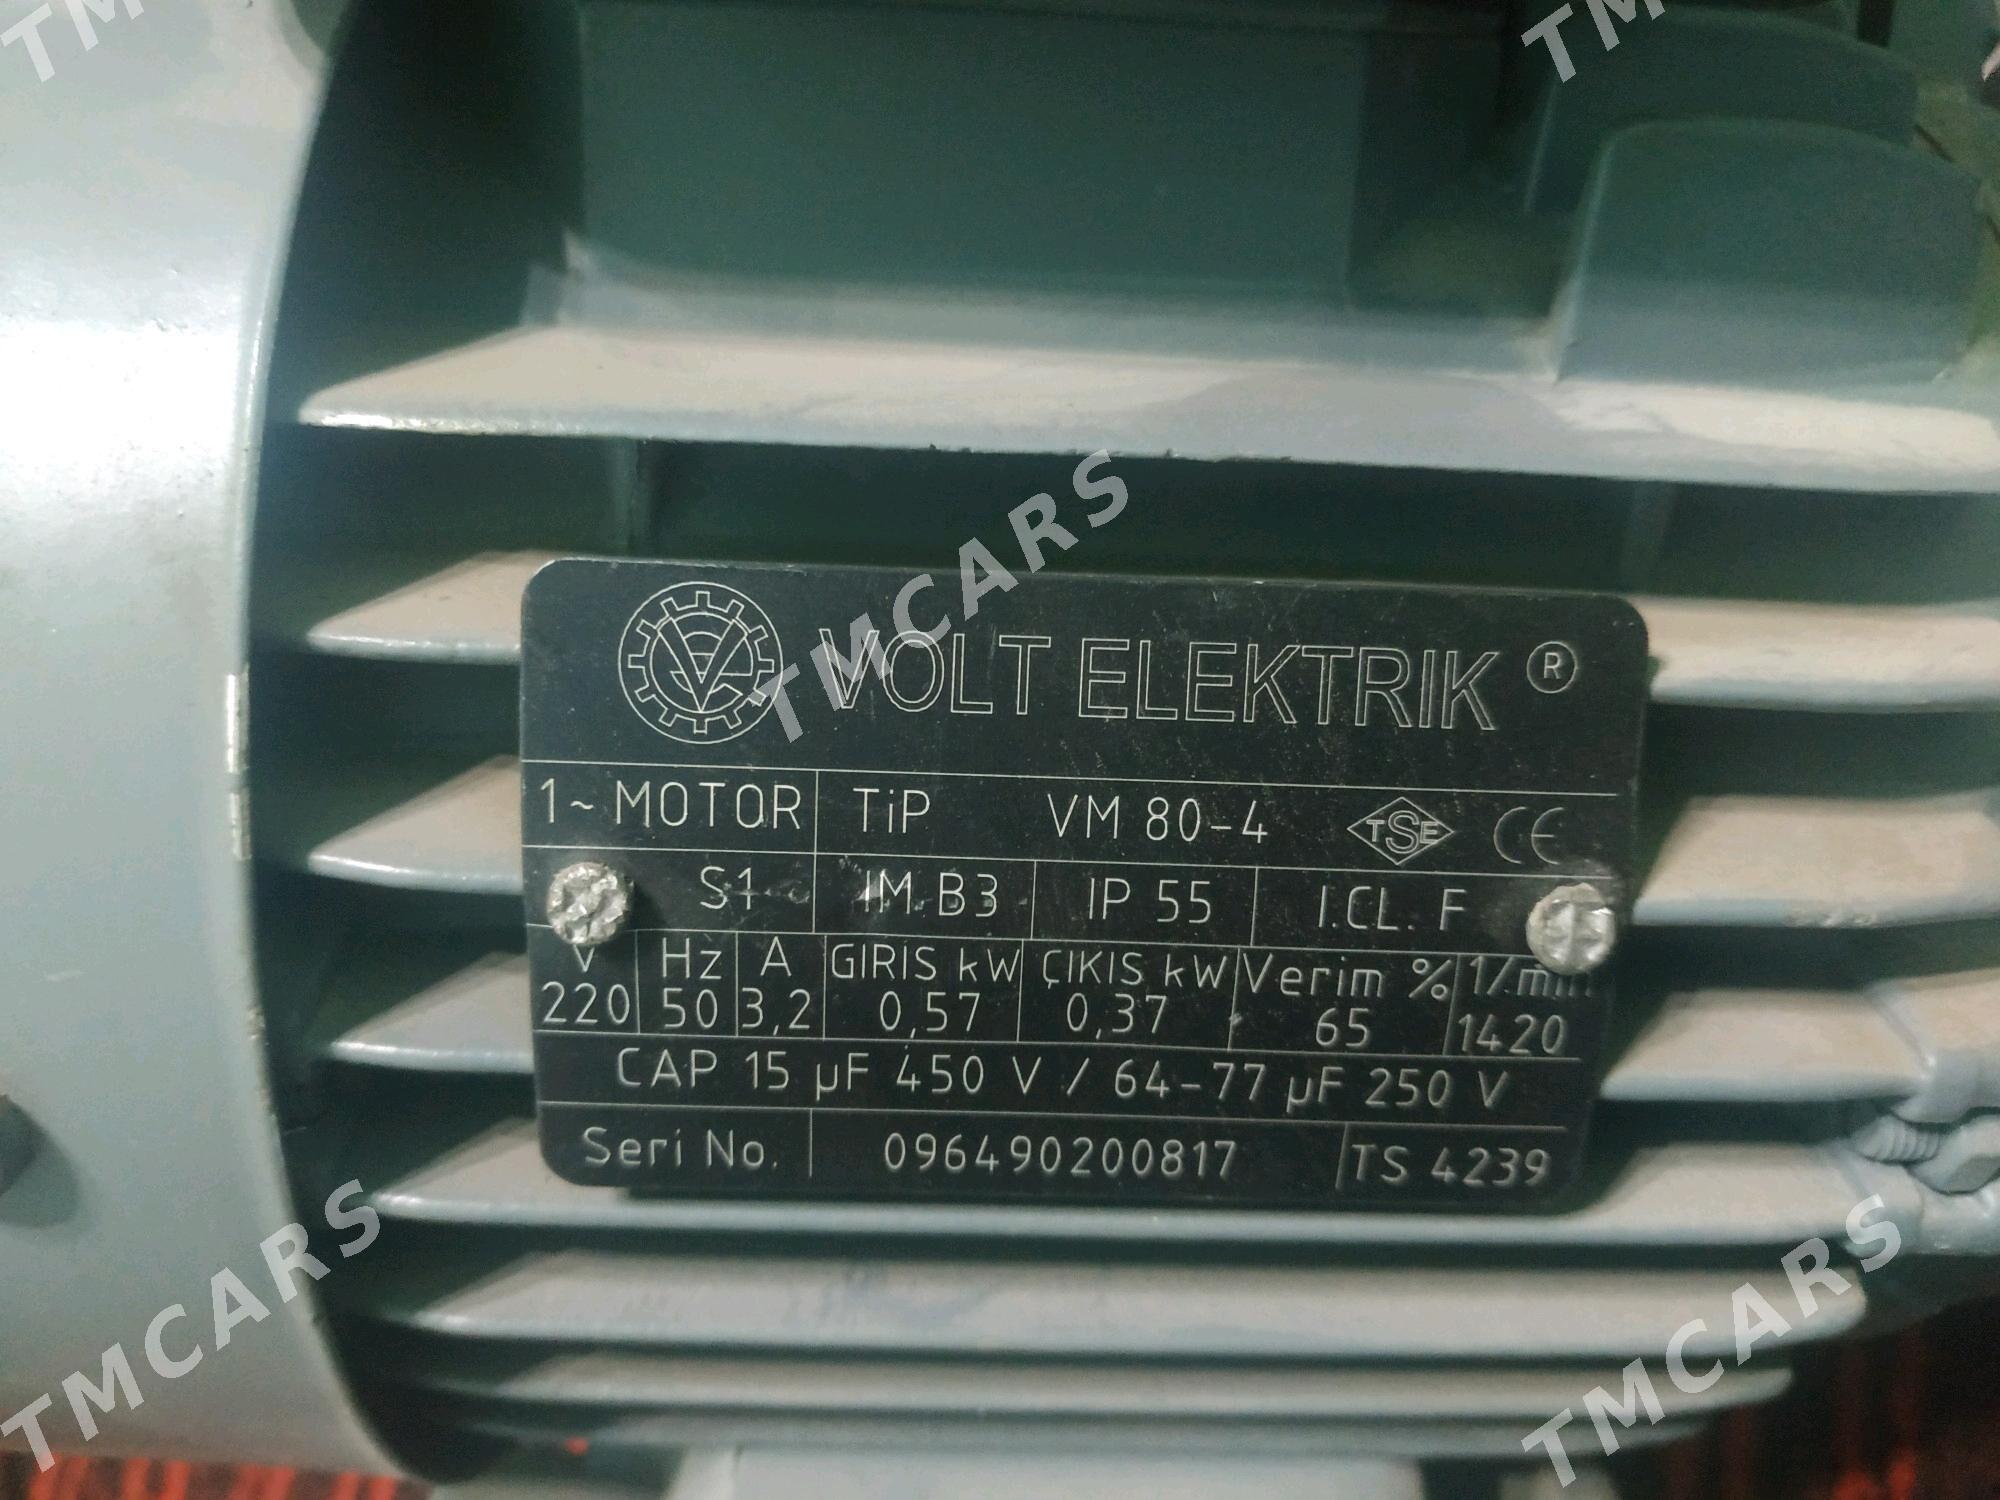 TMCARS
TMCARS
TMCARS
VOLT ELEKTRIK ®
1~ MOTOR TiP VM 80-4 TSE CE
S1 IM B3 IP 55 I.CL. F
V Hz A GIRIS kW ÇIKIS kW Verim % 1/min
220 50 3,2 0,57 0,37 65 1420
CAP 15 µF 450 V / 64-77 µF 250 V
Seri No. 096490200817 TS 4239
TMCARS
TMCARS